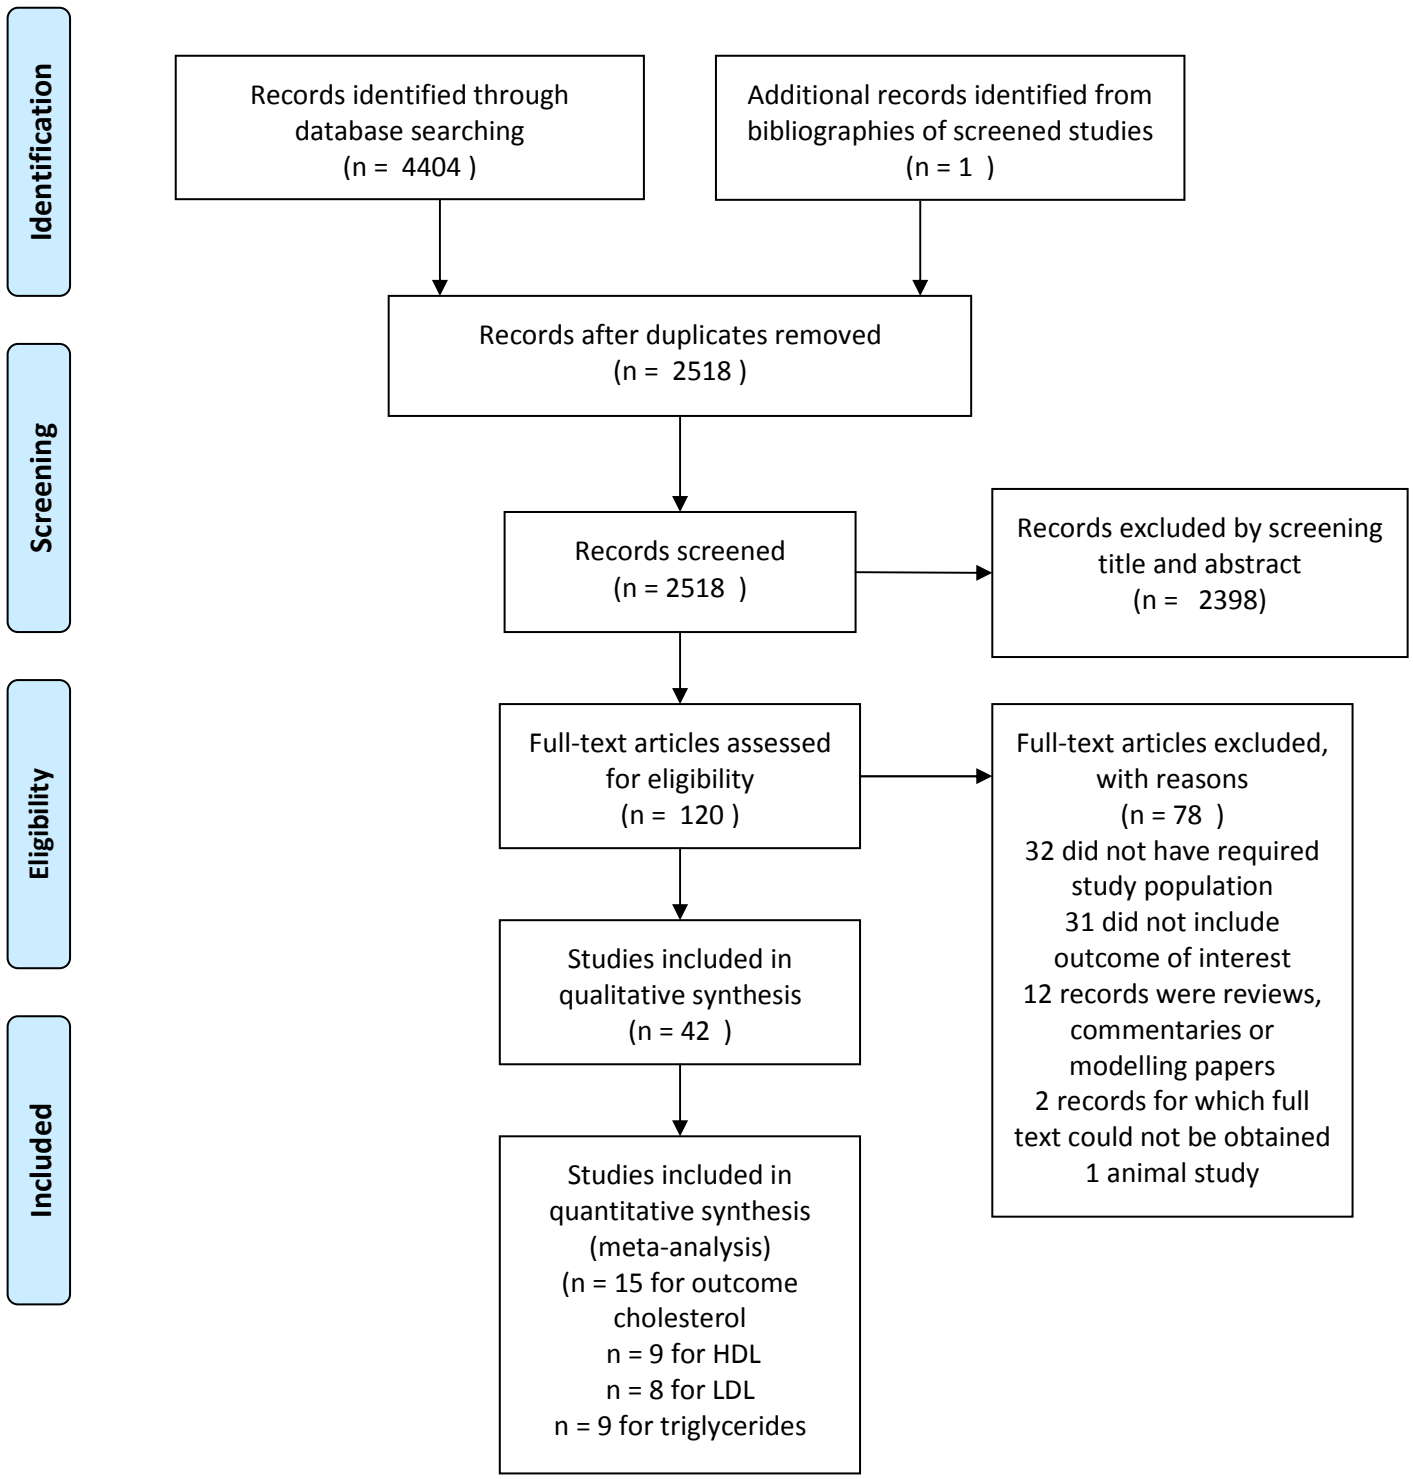 Identification
Records identified through
database searching
(n =  4404 )
Additional records identified from
bibliographies of screened studies
(n = 1  )
Records after duplicates removed
(n =  2518 )
Screening
Records screened
(n = 2518  )
Records excluded by screening
title and abstract
(n =   2398)
Eligibility
Full-text articles assessed
for eligibility
(n =  120 )
Full-text articles excluded,
with reasons
(n = 78  )
32 did not have required
study population
31 did not include
outcome of interest
12 records were reviews,
commentaries or
modelling papers
2 records for which full
text could not be obtained
1 animal study
Studies included in
qualitative synthesis
(n = 42  )
Included
Studies included in
quantitative synthesis
(meta-analysis)
(n = 15 for outcome
cholesterol
n = 9 for HDL
n = 8 for LDL
n = 9 for triglycerides